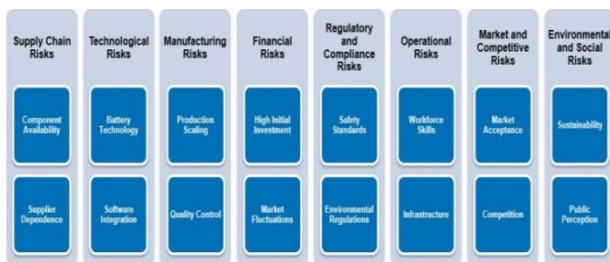 Supply Chain
Risks
Technological
Risks
Manufacturing
Risks
Financial
Risks
Regulatory
and
Compliance
Risks
Operational
Risks
Market and
Competitive
Risks
Environmental
and Social
Risks
Component
Availability
Battery
Technology
Production
Scaling
High Initial
Investment
Safety
Standards
Workforce
Skills
Market
Acceptance
Sustainability
Supplier
Dependence
Software
Integration
Quality Control
Market
Fluctuations
Environmental
Regulations
Infrastructure
Competition
Public
Perception